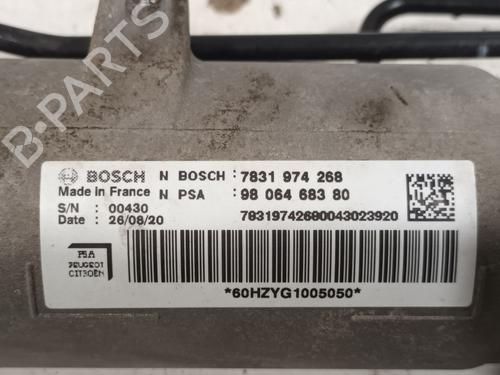 BOSCH N BOSCH : 7831 974 268
Made in France N PSA : 98 064 683 80
S/N : 00430
Date : 26/08/20
78319742680043023920
PSA
PEUGEOT
CITROËN
*60HZYG1005050*
B-PARTS